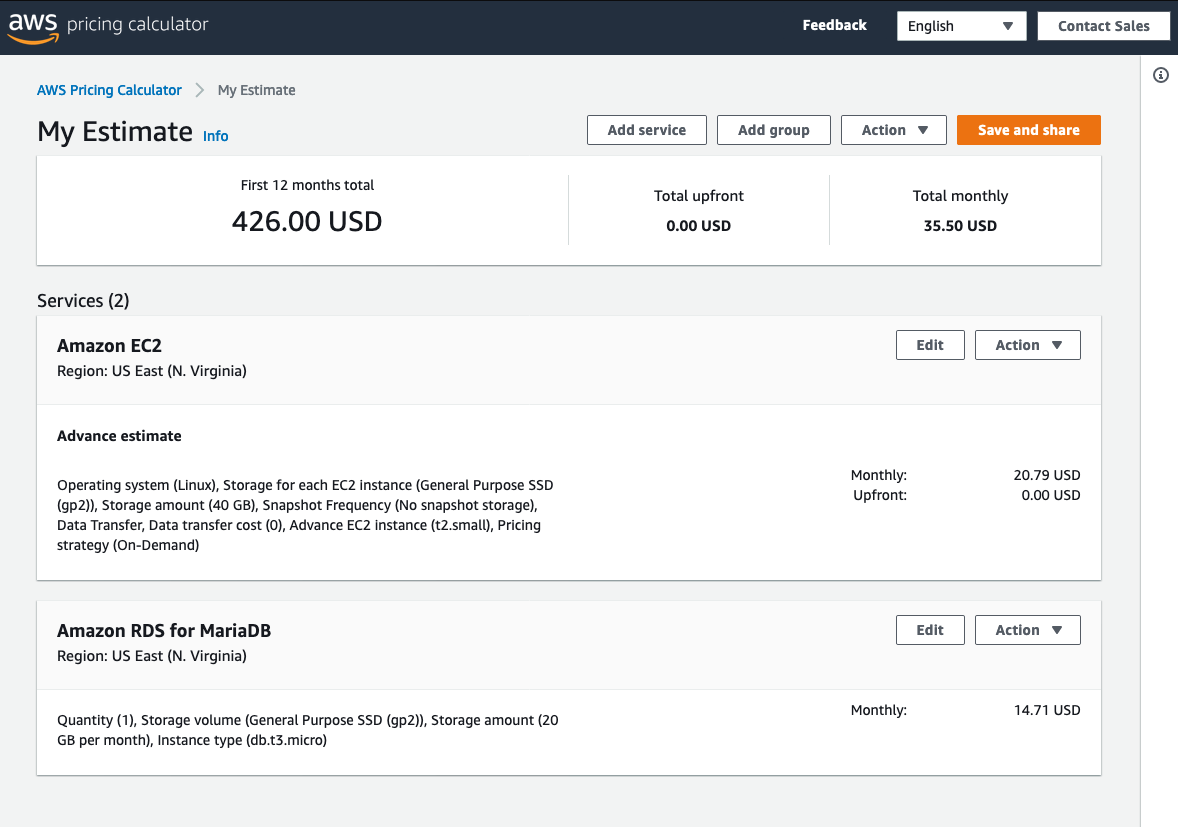 aws pricing calculator
Feedback
English
Contact Sales
AWS Pricing Calculator
My Estimate
My Estimate
Info
Add service
Add group
Action
Save and share
First 12 months total
426.00 USD
Total upfront
0.00 USD
Total monthly
35.50 USD
Services (2)
Amazon EC2
Region: US East (N. Virginia)
Edit
Action
Advance estimate
Operating system (Linux), Storage for each EC2 instance (General Purpose SSD
(gp2)), Storage amount (40 GB), Snapshot Frequency (No snapshot storage),
Data Transfer, Data transfer cost (0), Advance EC2 instance (t2.small), Pricing
strategy (On-Demand)
Monthly: 20.79 USD
Upfront: 0.00 USD
Amazon RDS for MariaDB
Region: US East (N. Virginia)
Edit
Action
Quantity (1), Storage volume (General Purpose SSD (gp2)), Storage amount (20
GB per month), Instance type (db.t3.micro)
Monthly: 14.71 USD